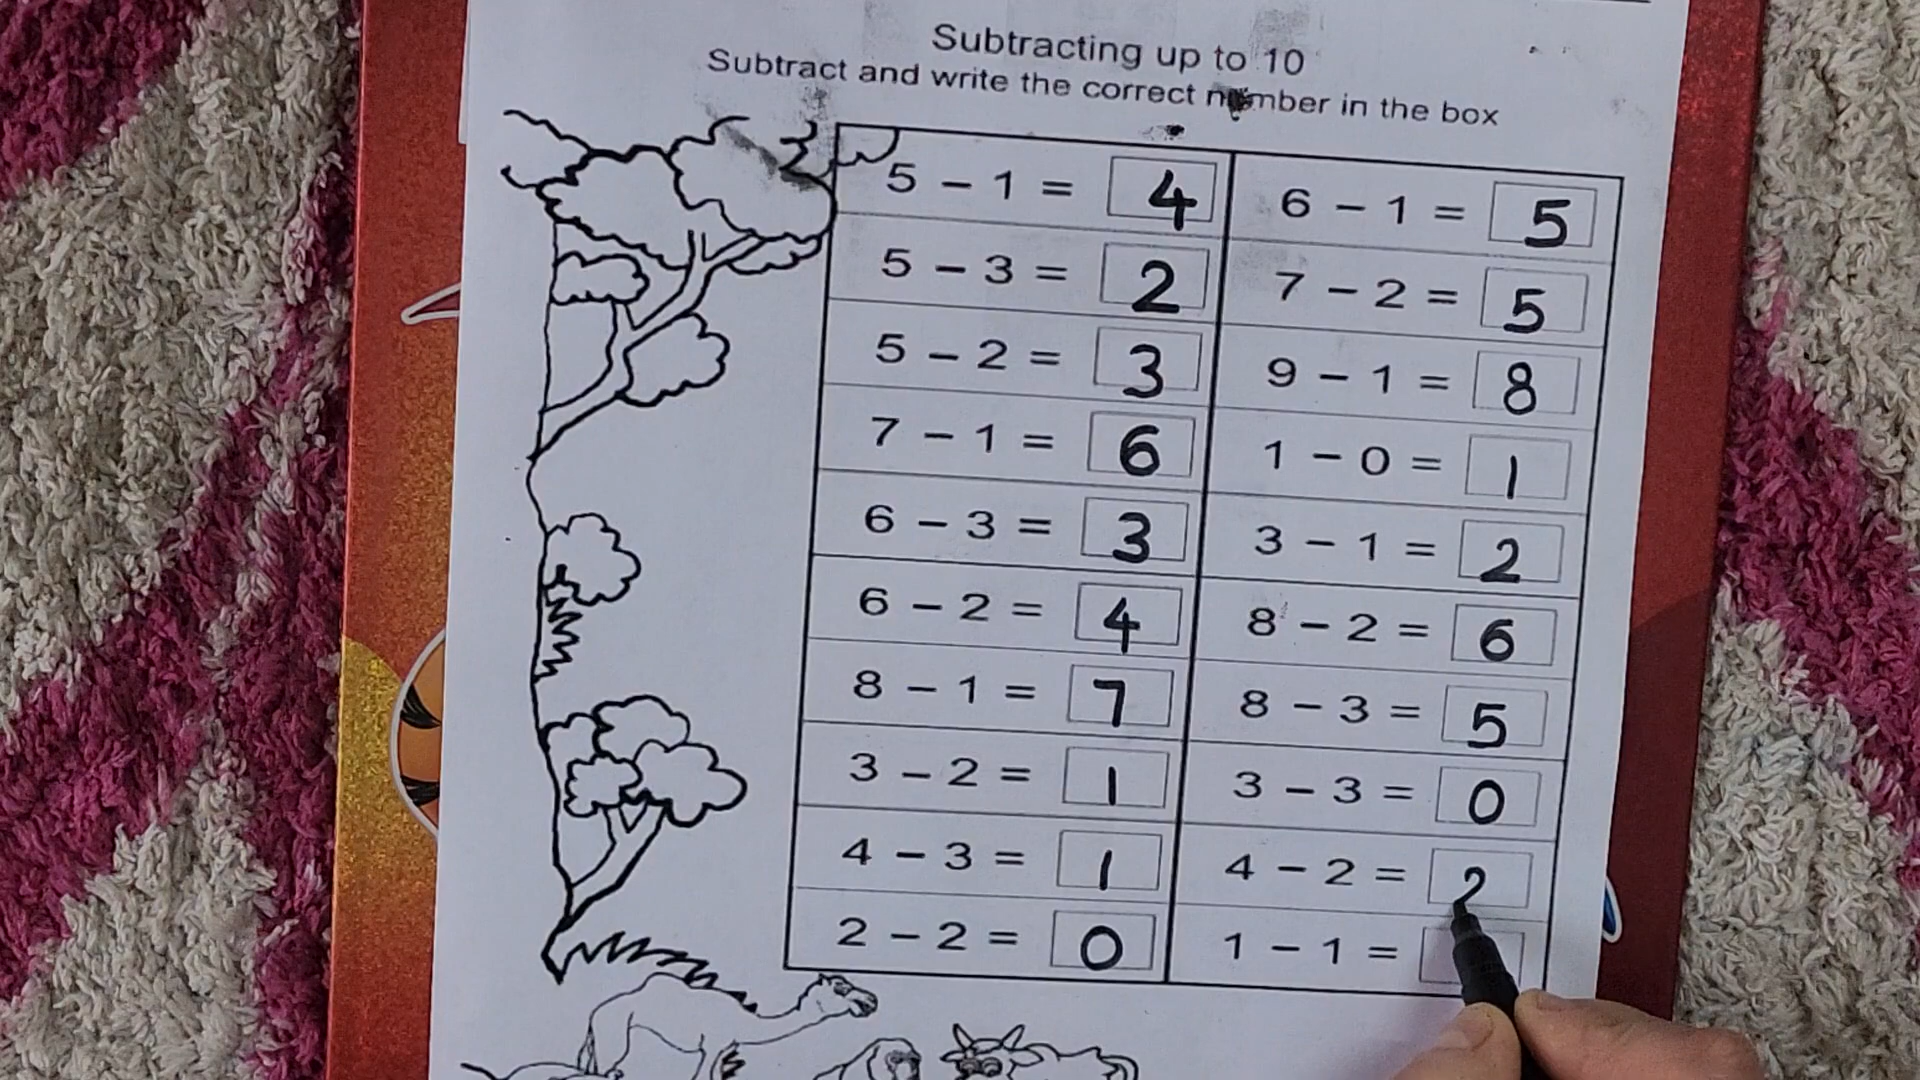 Subtracting up to 10
Subtract and write the correct number in the box
5 - 1 = 4
6 - 1 = 5
5 - 3 = 2
7 - 2 = 5
5 - 2 = 3
9 - 1 = 8
7 - 1 = 6
1 - 0 = 1
6 - 3 = 3
3 - 1 = 2
6 - 2 = 4
8 - 2 = 6
8 - 1 = 7
8 - 3 = 5
3 - 2 = 1
3 - 3 = 0
4 - 3 = 1
4 - 2 = 2
2 - 2 = 0
1 - 1 =